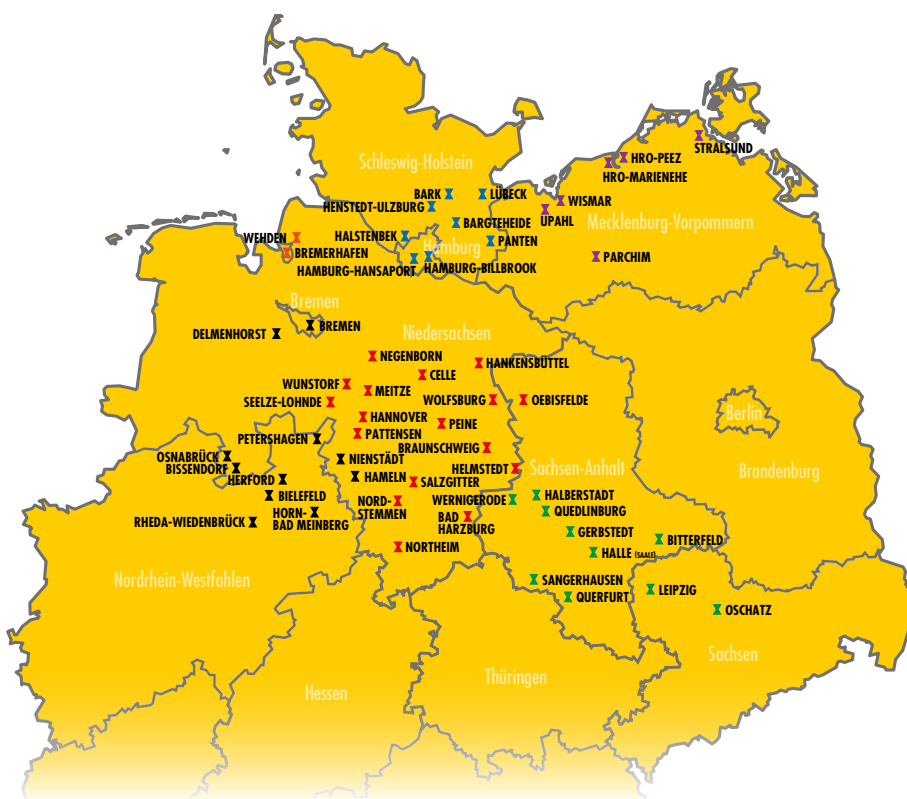 STRALSUND
HRO-PEEZ
HRO-MARIENEHE
Schleswig-Holstein
BARK
LÜBECK
WISMAR
HENSTEDT-ULZBURG
UPAHL
Mecklenburg-Vorpommern
BARGTEHEIDE
WEHDEN
HALSTENBEK
Hamburg
PANTEN
BREMERHAFEN
HAMBURG-HANSAPORT
HAMBURG-BILLBROOK
PARCHIM
Bremen
BREMEN
DELMENHORST
Niedersachsen
NEGENBORN
HANKENSBÜTTEL
CELLE
WUNSTORF
MEITZE
SEELZE-LOHNDE
WOLFSBURG
OEBISFELDE
Berlin
HANNOVER
PEINE
PATTENSEN
PETERSHAGEN
BRAUNSCHWEIG
OSNABRÜCK
NIENSTÄDT
BISSENDORF
HELMSTEDT
Sachsen-Anhalt
Brandenburg
HERFORD
HAMELN
SALZGITTER
BIELEFELD
NORD-
STEMMEN
WERNIGERODE
HALBERSTADT
HORN-
BAD MEINBERG
QUEDLINBURG
RHEDA-WIEDENBRÜCK
BAD
HARZBURG
GERBSTEDT
BITTERFELD
NORTHEIM
HALLE (SAALE)
Nordrhein-Westfahlen
SANGERHAUSEN
QUERFURT
LEIPZIG
OSCHATZ
Sachsen
Thüringen
Hessen